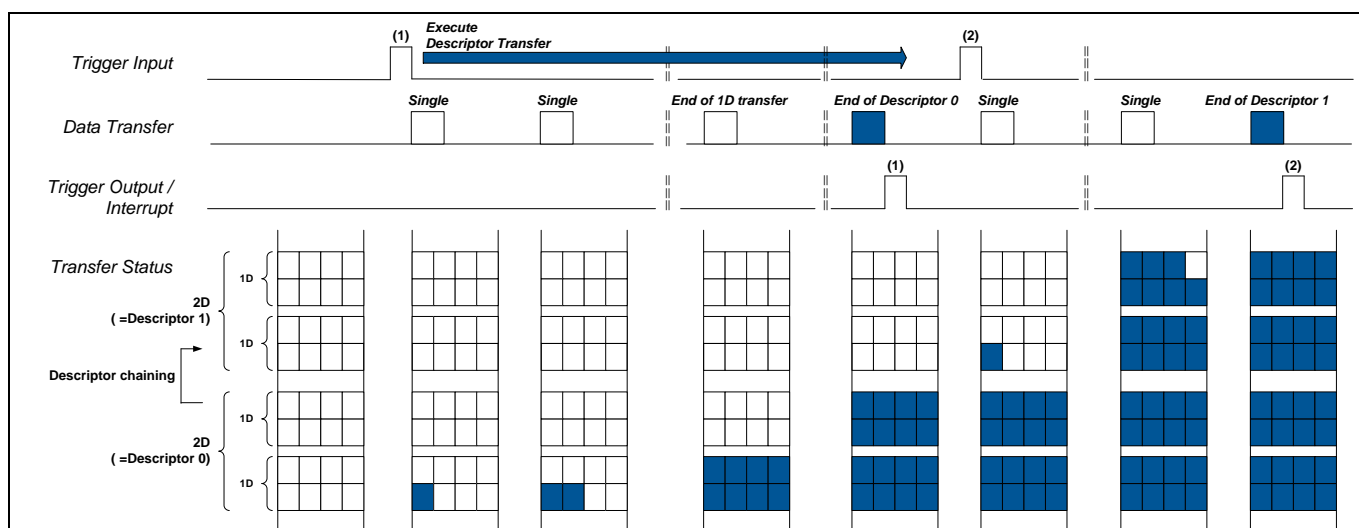 (1)
Execute
Descriptor Transfer
(2)
Trigger Input
Single
Single
End of 1D transfer
End of Descriptor 0
Single
Single
End of Descriptor 1
Data Transfer
(1)
(2)
Trigger Output /
Interrupt
Transfer Status
1D
2D
( =Descriptor 1)
1D
Descriptor chaining
1D
2D
( =Descriptor 0)
1D